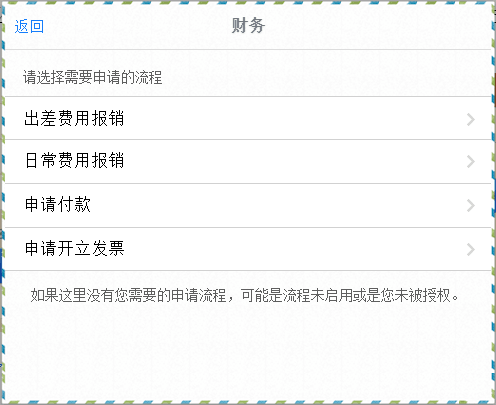 返回
财务
请选择需要申请的流程
出差费用报销
日常费用报销
申请付款
申请开立发票
如果这里没有您需要的申请流程，可能是流程未启用或是您未被授权。